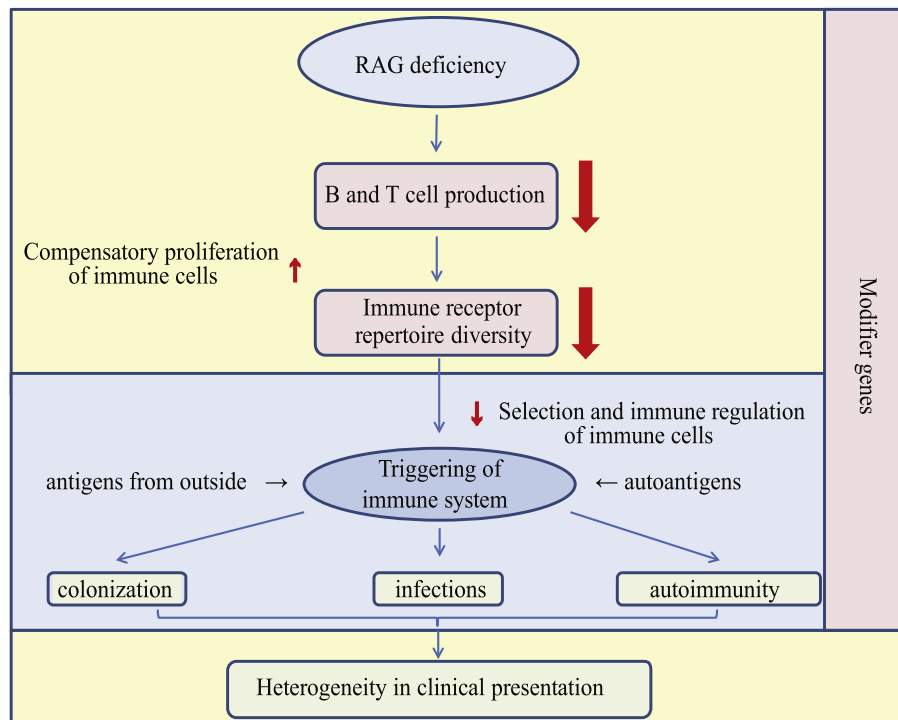 RAG deficiency
B and T cell production
Compensatory proliferation
of immune cells
Immune receptor
repertoire diversity
Modifier genes
Selection and immune regulation
of immune cells
antigens from outside →
Triggering of
immune system
← autoantigens
colonization
infections
autoimmunity
Heterogeneity in clinical presentation